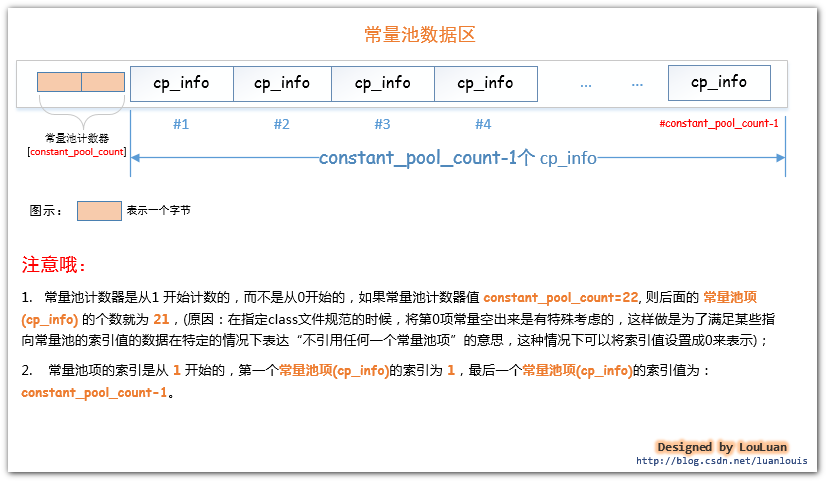 常量池数据区
cp_info cp_info cp_info cp_info ... ... cp_info
#1 #2 #3 #4 #constant_pool_count-1
常量池计数器
[constant_pool_count]
constant_pool_count-1个 cp_info
图示： 表示一个字节
注意哦：
1. 常量池计数器是从1 开始计数的，而不是从0开始的，如果常量池计数器值 constant_pool_count=22, 则后面的 常量池项
(cp_info) 的个数就为 21，(原因：在指定class文件规范的时候，将第0项常量空出来是有特殊考虑的，这样做是为了满足某些指
向常量池的索引值的数据在特定的情况下表达“不引用任何一个常量池项”的意思，这种情况下可以将索引值设置成0来表示)；
2. 常量池项的索引是从 1 开始的，第一个常量池项(cp_info)的索引为 1，最后一个常量池项(cp_info)的索引值为：
constant_pool_count-1。
Designed by LouLuan
http://blog.csdn.net/luanlouis